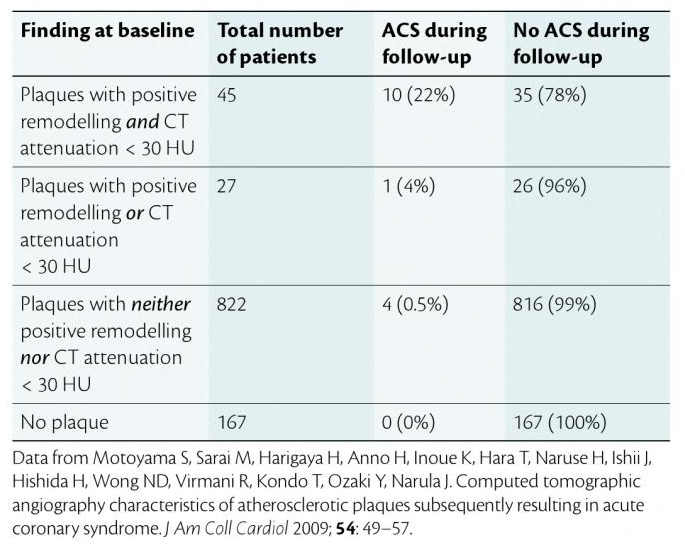 Finding at baseline Total number of patients ACS during follow-up No ACS during follow-up
Plaques with positive 45 10 (22%) 35 (78%)
remodelling and CT
attenuation < 30 HU
Plaques with positive 27 1 (4%) 26 (96%)
remodelling or CT
attenuation
< 30 HU
Plaques with neither 822 4 (0.5%) 816 (99%)
positive remodelling
nor CT attenuation
< 30 HU
No plaque 167 0 (0%) 167 (100%)
Data from Motoyama S, Sarai M, Harigaya H, Anno H, Inoue K, Hara T, Naruse H, Ishii J,
Hishida H, Wong ND, Virmani R, Kondo T, Ozaki Y, Narula J. Computed tomographic
angiography characteristics of atherosclerotic plaques subsequently resulting in acute
coronary syndrome. J Am Coll Cardiol 2009; 54: 49–57.